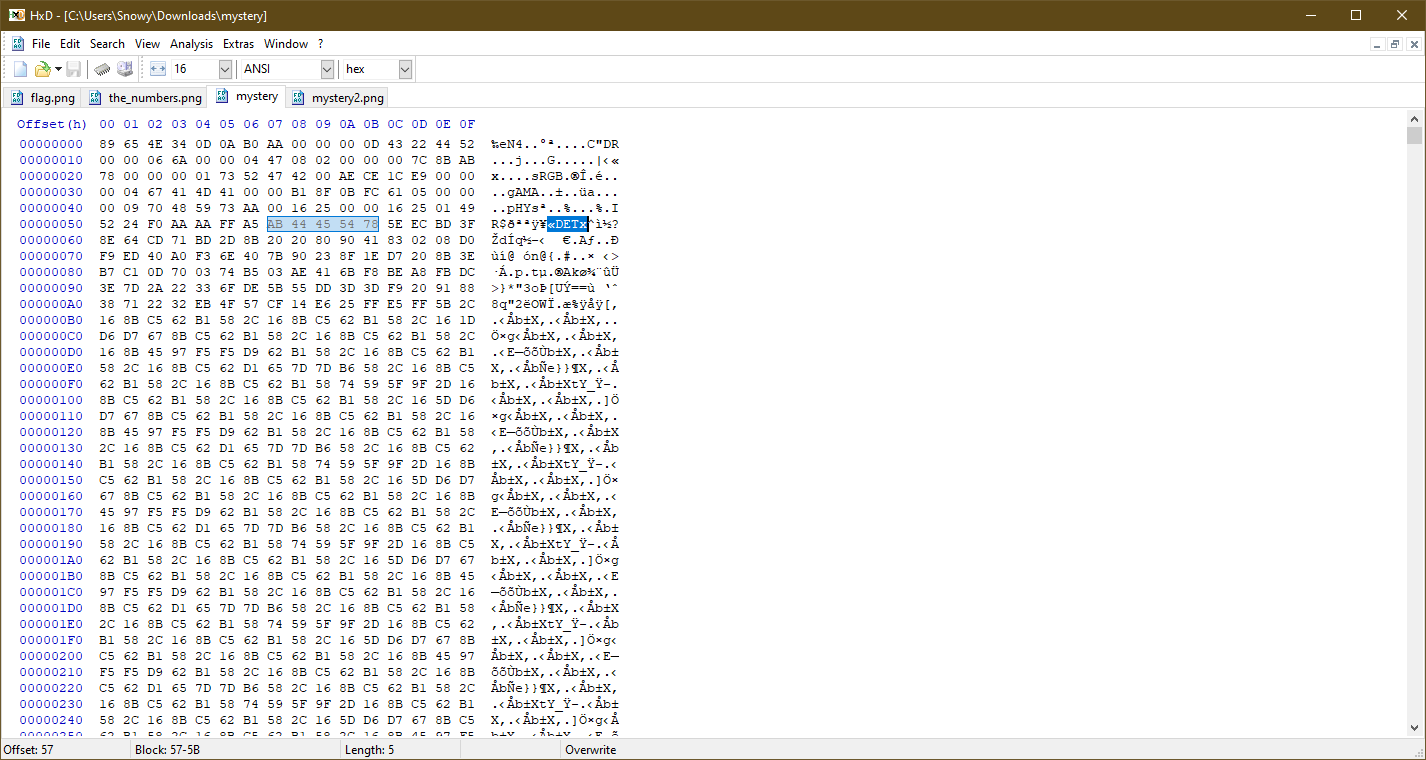 HxD - [C:\Users\Snowy\Downloads\mystery]
File Edit Search View Analysis Extras Window ?
16 ANSI hex
flag.png the_numbers.png mystery mystery2.png
Offset(h) 00 01 02 03 04 05 06 07 08 09 0A 0B 0C 0D 0E 0F
00000000 89 65 4E 34 0D 0A B0 AA 00 00 00 0D 43 22 44 52 ‰eN4..°ª....C"DR
00000010 00 00 06 6A 00 00 04 47 08 02 00 00 00 7C 8B AB ...j...G.....|‹«
00000020 78 00 00 00 01 73 52 47 42 00 AE CE 1C E9 00 00 x....sRGB.®Î.é..
00000030 00 04 67 41 4D 41 00 00 B1 8F 0B FC 61 05 00 00 ..gAMA..±..üa...
00000040 00 09 70 48 59 73 AA 00 16 25 00 00 16 25 01 49 ..pHYsª..%...%.I
00000050 52 24 F0 AA AA FF A5 AB 44 45 54 78 5E EC BD 3F R$ðªªÿ¥«DETx^ì½?
00000060 8E 64 CD 71 BD 2D 8B 20 20 80 90 41 83 02 08 D0 ŽdÍq½-‹  €.Aƒ..Ð
00000070 F9 ED 40 A0 F3 6E 40 7B 90 23 8F 1E D7 20 8B 3E ùí@ ón@{.#..× ‹>
00000080 B7 C1 0D 70 03 74 B5 03 AE 41 6B F8 BE A8 FB DC ·Á.p.tµ.®Akø¾¨ûÜ
00000090 3E 7D 2A 22 33 6F DE 5B 55 DD 3D 3D F9 20 91 88 >}*"3oÞ[UÝ==ù ‘ˆ
000000A0 38 71 22 32 EB 4F 57 CF 14 E6 25 FF E5 FF 5B 2C 8q"2ëOWÏ.æ%ÿåÿ[,
000000B0 16 8B C5 62 B1 58 2C 16 8B C5 62 B1 58 2C 16 1D .‹Åb±X,.‹Åb±X,..
000000C0 D6 D7 67 8B C5 62 B1 58 2C 16 8B C5 62 B1 58 2C Ö×g‹Åb±X,.‹Åb±X,
000000D0 16 8B 45 97 F5 F5 D9 62 B1 58 2C 16 8B C5 62 B1 .‹E—õõÙb±X,.‹Åb±
000000E0 58 2C 16 8B C5 62 D1 65 7D 7D B6 58 2C 16 8B C5 X,.‹ÅbÑe}}¶X,.‹Å
000000F0 62 B1 58 2C 16 8B C5 62 B1 58 74 59 5F 9F 2D 16 b±X,.‹Åb±XtY_Ÿ-.
00000100 8B C5 62 B1 58 2C 16 8B C5 62 B1 58 2C 16 5D D6 ‹Åb±X,.‹Åb±X,.]Ö
00000110 D7 67 8B C5 62 B1 58 2C 16 8B C5 62 B1 58 2C 16 ×g‹Åb±X,.‹Åb±X,.
00000120 8B 45 97 F5 F5 D9 62 B1 58 2C 16 8B C5 62 B1 58 ‹E—õõÙb±X,.‹Åb±X
00000130 2C 16 8B C5 62 D1 65 7D 7D B6 58 2C 16 8B C5 62 ,.‹ÅbÑe}}¶X,.‹Åb
00000140 B1 58 2C 16 8B C5 62 B1 58 74 59 5F 9F 2D 16 8B ±X,.‹Åb±XtY_Ÿ-.‹
00000150 C5 62 B1 58 2C 16 8B C5 62 B1 58 2C 16 5D D6 D7 Åb±X,.‹Åb±X,.]Ö×
00000160 67 8B C5 62 B1 58 2C 16 8B C5 62 B1 58 2C 16 8B g‹Åb±X,.‹Åb±X,.‹
00000170 45 97 F5 F5 D9 62 B1 58 2C 16 8B C5 62 B1 58 2C E—õõÙb±X,.‹Åb±X,
00000180 16 8B C5 62 D1 65 7D 7D B6 58 2C 16 8B C5 62 B1 .‹ÅbÑe}}¶X,.‹Åb±
00000190 58 2C 16 8B C5 62 B1 58 74 59 5F 9F 2D 16 8B C5 X,.‹Åb±XtY_Ÿ-.‹Å
000001A0 62 B1 58 2C 16 8B C5 62 B1 58 2C 16 5D D6 D7 67 b±X,.‹Åb±X,.]Ö×g
000001B0 8B C5 62 B1 58 2C 16 8B C5 62 B1 58 2C 16 8B 45 ‹Åb±X,.‹Åb±X,.‹E
000001C0 97 F5 F5 D9 62 B1 58 2C 16 8B C5 62 B1 58 2C 16 —õõÙb±X,.‹Åb±X,.
000001D0 8B C5 62 D1 65 7D 7D B6 58 2C 16 8B C5 62 B1 58 ‹ÅbÑe}}¶X,.‹Åb±X
000001E0 2C 16 8B C5 62 B1 58 74 59 5F 9F 2D 16 8B C5 62 ,.‹Åb±XtY_Ÿ-.‹Åb
000001F0 B1 58 2C 16 8B C5 62 B1 58 2C 16 5D D6 D7 67 8B ±X,.‹Åb±X,.]Ö×g‹
00000200 C5 62 B1 58 2C 16 8B C5 62 B1 58 2C 16 8B 45 97 Åb±X,.‹Åb±X,.‹E—
00000210 F5 F5 D9 62 B1 58 2C 16 8B C5 62 B1 58 2C 16 8B õõÙb±X,.‹Åb±X,.‹
00000220 C5 62 D1 65 7D 7D B6 58 2C 16 8B C5 62 B1 58 2C ÅbÑe}}¶X,.‹Åb±X,
00000230 16 8B C5 62 B1 58 74 59 5F 9F 2D 16 8B C5 62 B1 .‹Åb±XtY_Ÿ-.‹Åb±
00000240 58 2C 16 8B C5 62 B1 58 2C 16 5D D6 D7 67 8B C5 X,.‹Åb±X,.]Ö×g‹Å
00000250 62 B1 58 2C 16 8B C5 62 B1 58 2C 16 8B 45 97 F5 b±X,.‹Åb±X,.‹E—õ
Offset: 57 Block: 57-5B Length: 5 Overwrite